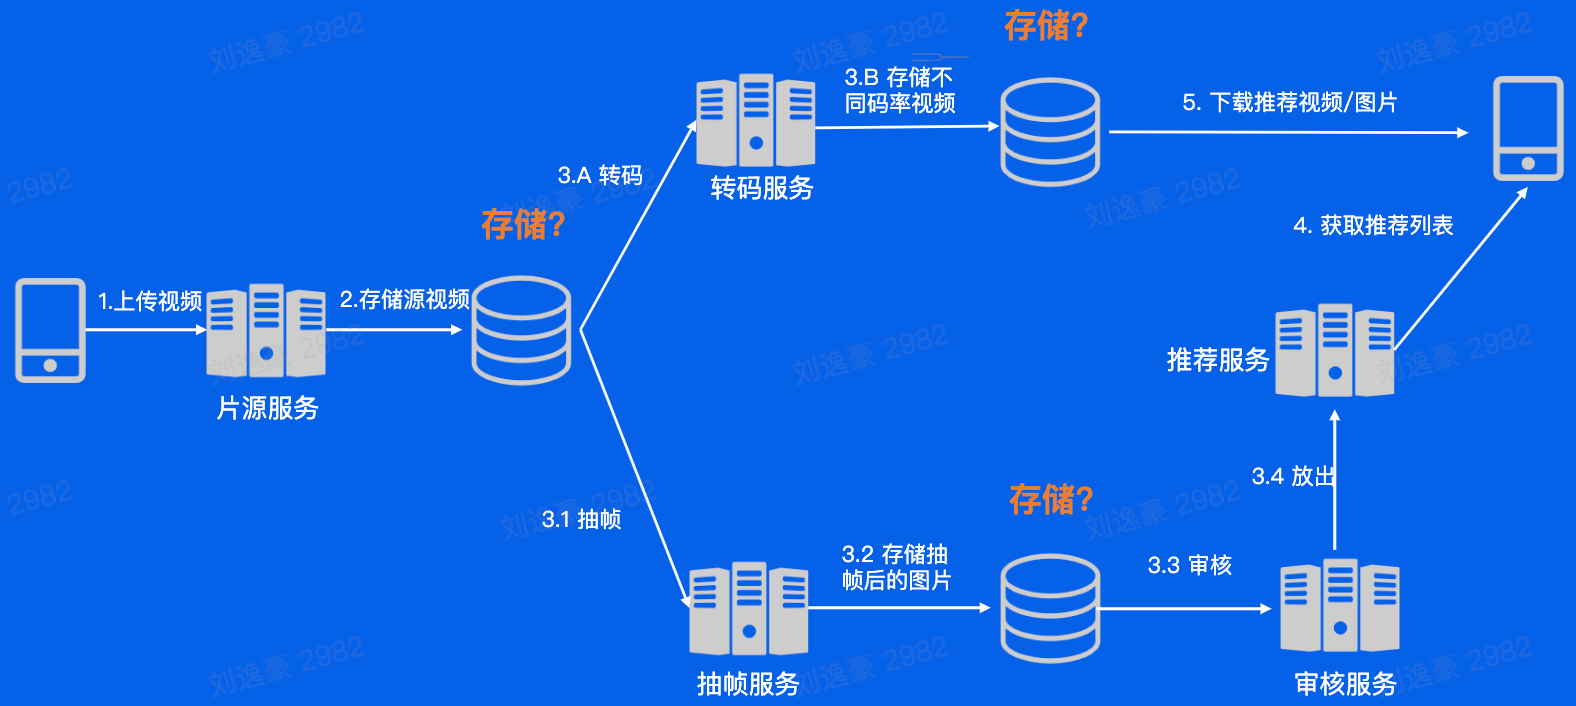 存储?
3.B 存储不
同码率视频
5. 下载推荐视频/图片
3.A 转码
转码服务
存储?
4. 获取推荐列表
1.上传视频
2.存储源视频
片源服务
推荐服务
3.4 放出
存储?
3.1 抽帧
3.2 存储抽
帧后的图片
3.3 审核
抽帧服务
审核服务
刘逸豪 2982
刘逸豪 2982
刘逸豪 2982
2982
刘逸豪 2982
刘逸豪 2982
刘逸豪 2982
刘逸豪 2982
刘逸豪 2982
2982
刘逸豪 2982
刘逸豪 2982
刘逸豪 2982
刘逸豪 2982
刘逸豪 2982